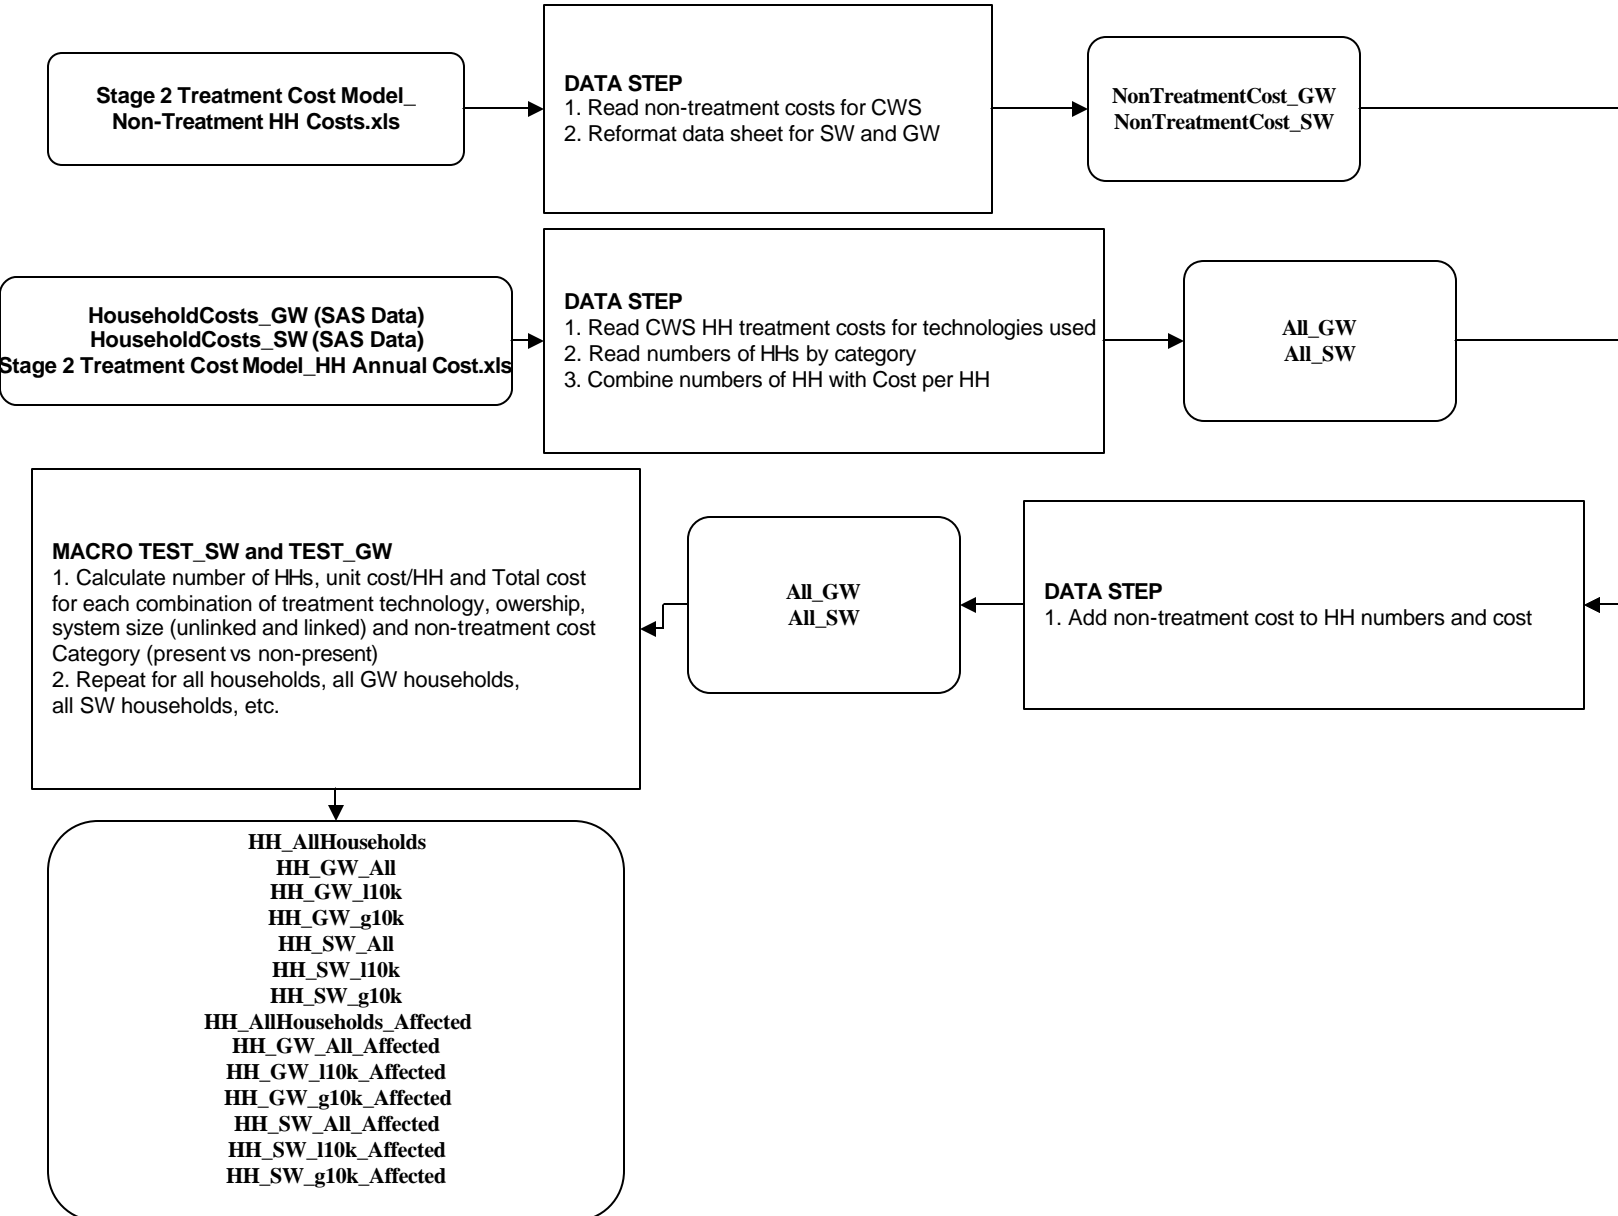 Stage 2 Treatment Cost Model_
Non-Treatment HH Costs.xls
DATA STEP
1. Read non-treatment costs for CWS
2. Reformat data sheet for SW and GW
NonTreatmentCost_GW
NonTreatmentCost_SW
HouseholdCosts_GW (SAS Data)
HouseholdCosts_SW (SAS Data)
Stage 2 Treatment Cost Model_HH Annual Cost.xls
DATA STEP
1. Read CWS HH treatment costs for technologies used
2. Read numbers of HHs by category
3. Combine numbers of HH with Cost per HH
All_GW
All_SW
MACRO TEST_SW and TEST_GW
1. Calculate number of HHs, unit cost/HH and Total cost
for each combination of treatment technology, owership,
system size (unlinked and linked) and non-treatment cost
Category (present vs non-present)
2. Repeat for all households, all GW households,
all SW households, etc.
All_GW
All_SW
DATA STEP
1. Add non-treatment cost to HH numbers and cost
HH_AllHouseholds
HH_GW_All
HH_GW_l10k
HH_GW_g10k
HH_SW_All
HH_SW_l10k
HH_SW_g10k
HH_AllHouseholds_Affected
HH_GW_All_Affected
HH_GW_l10k_Affected
HH_GW_g10k_Affected
HH_SW_All_Affected
HH_SW_l10k_Affected
HH_SW_g10k_Affected